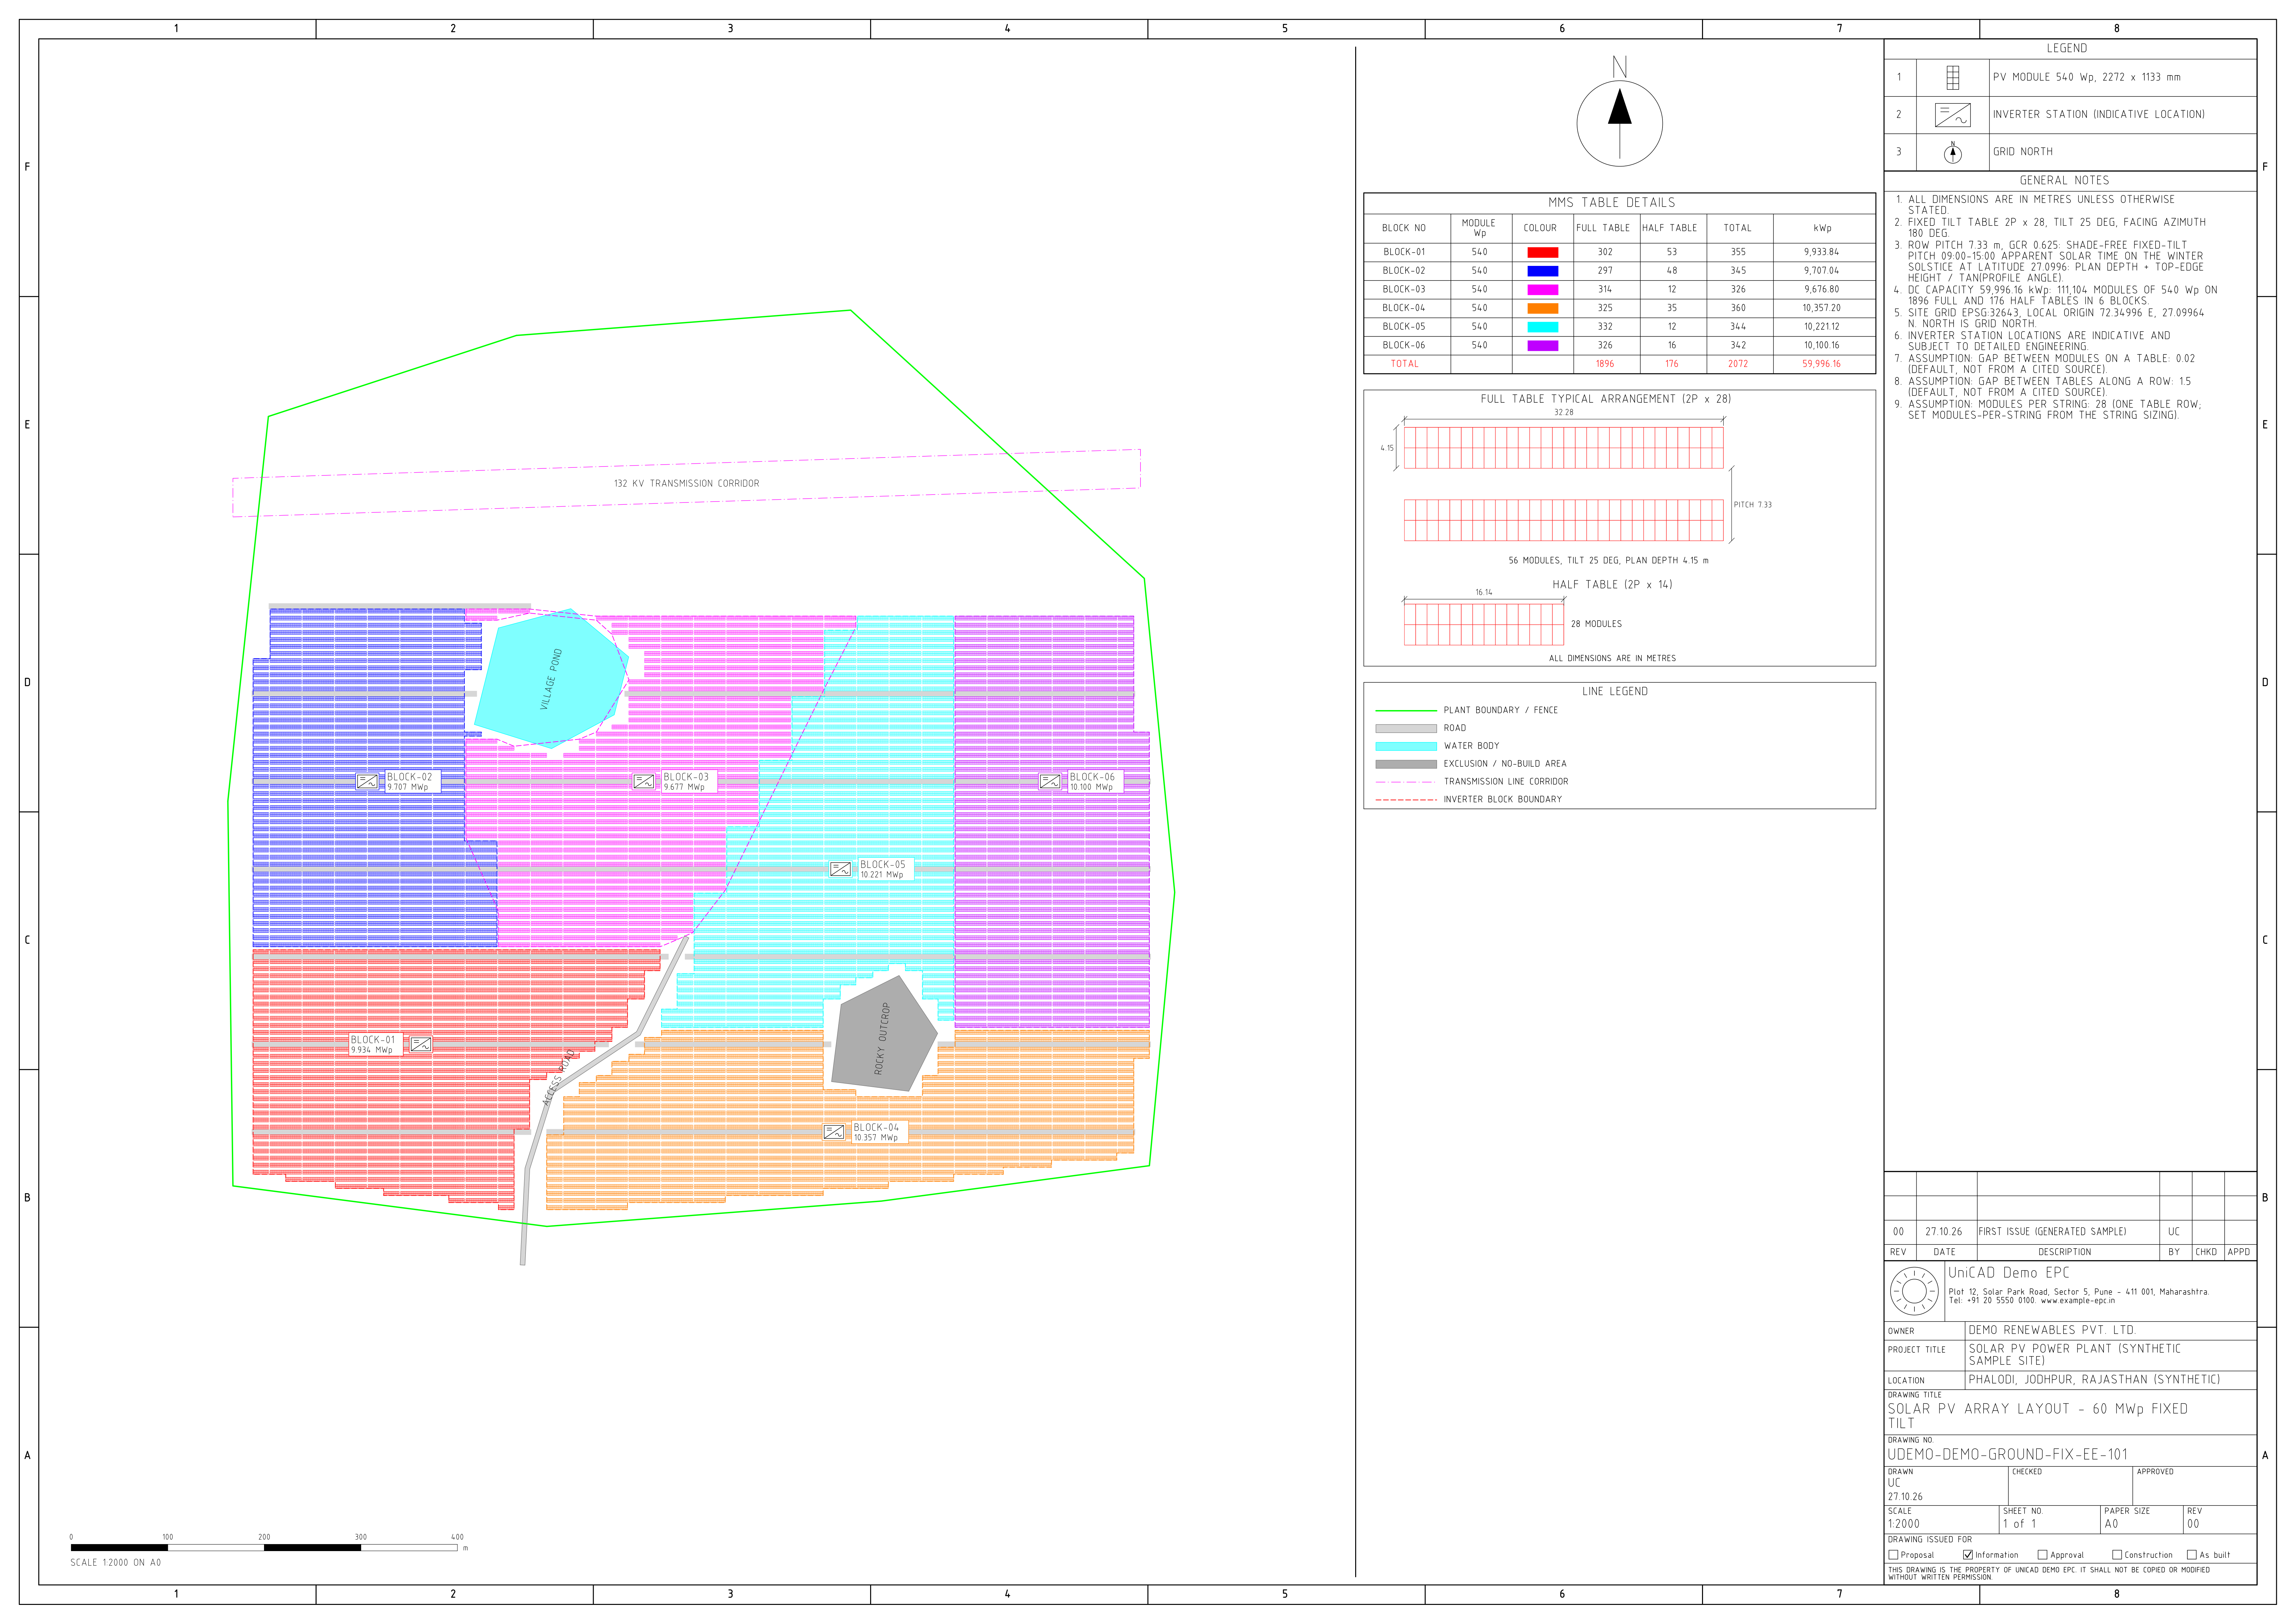 1 2 3 4 5 6 7 8
F
E
D
C
B
A
132 KV TRANSMISSION CORRIDOR
VILLAGE POND
BLOCK-02
9.707 MWp
BLOCK-03
9.677 MWp
BLOCK-06
10.100 MWp
BLOCK-05
10.221 MWp
BLOCK-01
9.934 MWp
ROCKY OUTCROP
ACCESS ROAD
BLOCK-04
10.357 MWp
0 100 200 300 400
m
SCALE 1:2000 ON A0
N
MMS TABLE DETAILS
BLOCK NO MODULE Wp COLOUR FULL TABLE HALF TABLE TOTAL kWp
BLOCK-01 540 302 53 355 9,933.84
BLOCK-02 540 297 48 345 9,707.04
BLOCK-03 540 314 12 326 9,676.80
BLOCK-04 540 325 35 360 10,357.20
BLOCK-05 540 332 12 344 10,221.12
BLOCK-06 540 326 16 342 10,100.16
TOTAL 1896 176 2072 59,996.16
FULL TABLE TYPICAL ARRANGEMENT (2P x 28)
32.28
4.15
PITCH 7.33
56 MODULES, TILT 25 DEG, PLAN DEPTH 4.15 m
HALF TABLE (2P x 14)
16.14
28 MODULES
ALL DIMENSIONS ARE IN METRES
LINE LEGEND
PLANT BOUNDARY / FENCE
ROAD
WATER BODY
EXCLUSION / NO-BUILD AREA
TRANSMISSION LINE CORRIDOR
INVERTER BLOCK BOUNDARY
LEGEND
1 PV MODULE 540 Wp, 2272 x 1133 mm
2 INVERTER STATION (INDICATIVE LOCATION)
3 N GRID NORTH
GENERAL NOTES
1. ALL DIMENSIONS ARE IN METRES UNLESS OTHERWISE
STATED.
2. FIXED TILT TABLE 2P x 28, TILT 25 DEG, FACING AZIMUTH
180 DEG.
3. ROW PITCH 7.33 m, GCR 0.625: SHADE-FREE FIXED-TILT
PITCH 09:00-15:00 APPARENT SOLAR TIME ON THE WINTER
SOLSTICE AT LATITUDE 27.0996: PLAN DEPTH + TOP-EDGE
HEIGHT / TAN(PROFILE ANGLE).
4. DC CAPACITY 59,996.16 kWp: 111,104 MODULES OF 540 Wp ON
1896 FULL AND 176 HALF TABLES IN 6 BLOCKS.
5. SITE GRID EPSG:32643, LOCAL ORIGIN 72.34996 E, 27.09964
N. NORTH IS GRID NORTH.
6. INVERTER STATION LOCATIONS ARE INDICATIVE AND
SUBJECT TO DETAILED ENGINEERING.
7. ASSUMPTION: GAP BETWEEN MODULES ON A TABLE: 0.02
(DEFAULT, NOT FROM A CITED SOURCE).
8. ASSUMPTION: GAP BETWEEN TABLES ALONG A ROW: 1.5
(DEFAULT, NOT FROM A CITED SOURCE).
9. ASSUMPTION: MODULES PER STRING: 28 (ONE TABLE ROW;
SET MODULES-PER-STRING FROM THE STRING SIZING).
00 27.10.26 FIRST ISSUE (GENERATED SAMPLE) UC
REV DATE DESCRIPTION BY CHKD APPD
UniCAD Demo EPC
Plot 12, Solar Park Road, Sector 5, Pune - 411 001, Maharashtra.
Tel: +91 20 5550 0100. www.example-epc.in
OWNER DEMO RENEWABLES PVT. LTD.
PROJECT TITLE SOLAR PV POWER PLANT (SYNTHETIC
SAMPLE SITE)
LOCATION PHALODI, JODHPUR, RAJASTHAN (SYNTHETIC)
DRAWING TITLE
SOLAR PV ARRAY LAYOUT - 60 MWp FIXED
TILT
DRAWING NO.
UDEMO-DEMO-GROUND-FIX-EE-101
DRAWN CHECKED APPROVED
UC
27.10.26
SCALE SHEET NO. PAPER SIZE REV
1:2000 1 of 1 A0 00
DRAWING ISSUED FOR
Proposal Information Approval Construction As built
THIS DRAWING IS THE PROPERTY OF UNICAD DEMO EPC. IT SHALL NOT BE COPIED OR MODIFIED
WITHOUT WRITTEN PERMISSION.
F
E
D
C
B
A
1 2 3 4 5 6 7 8